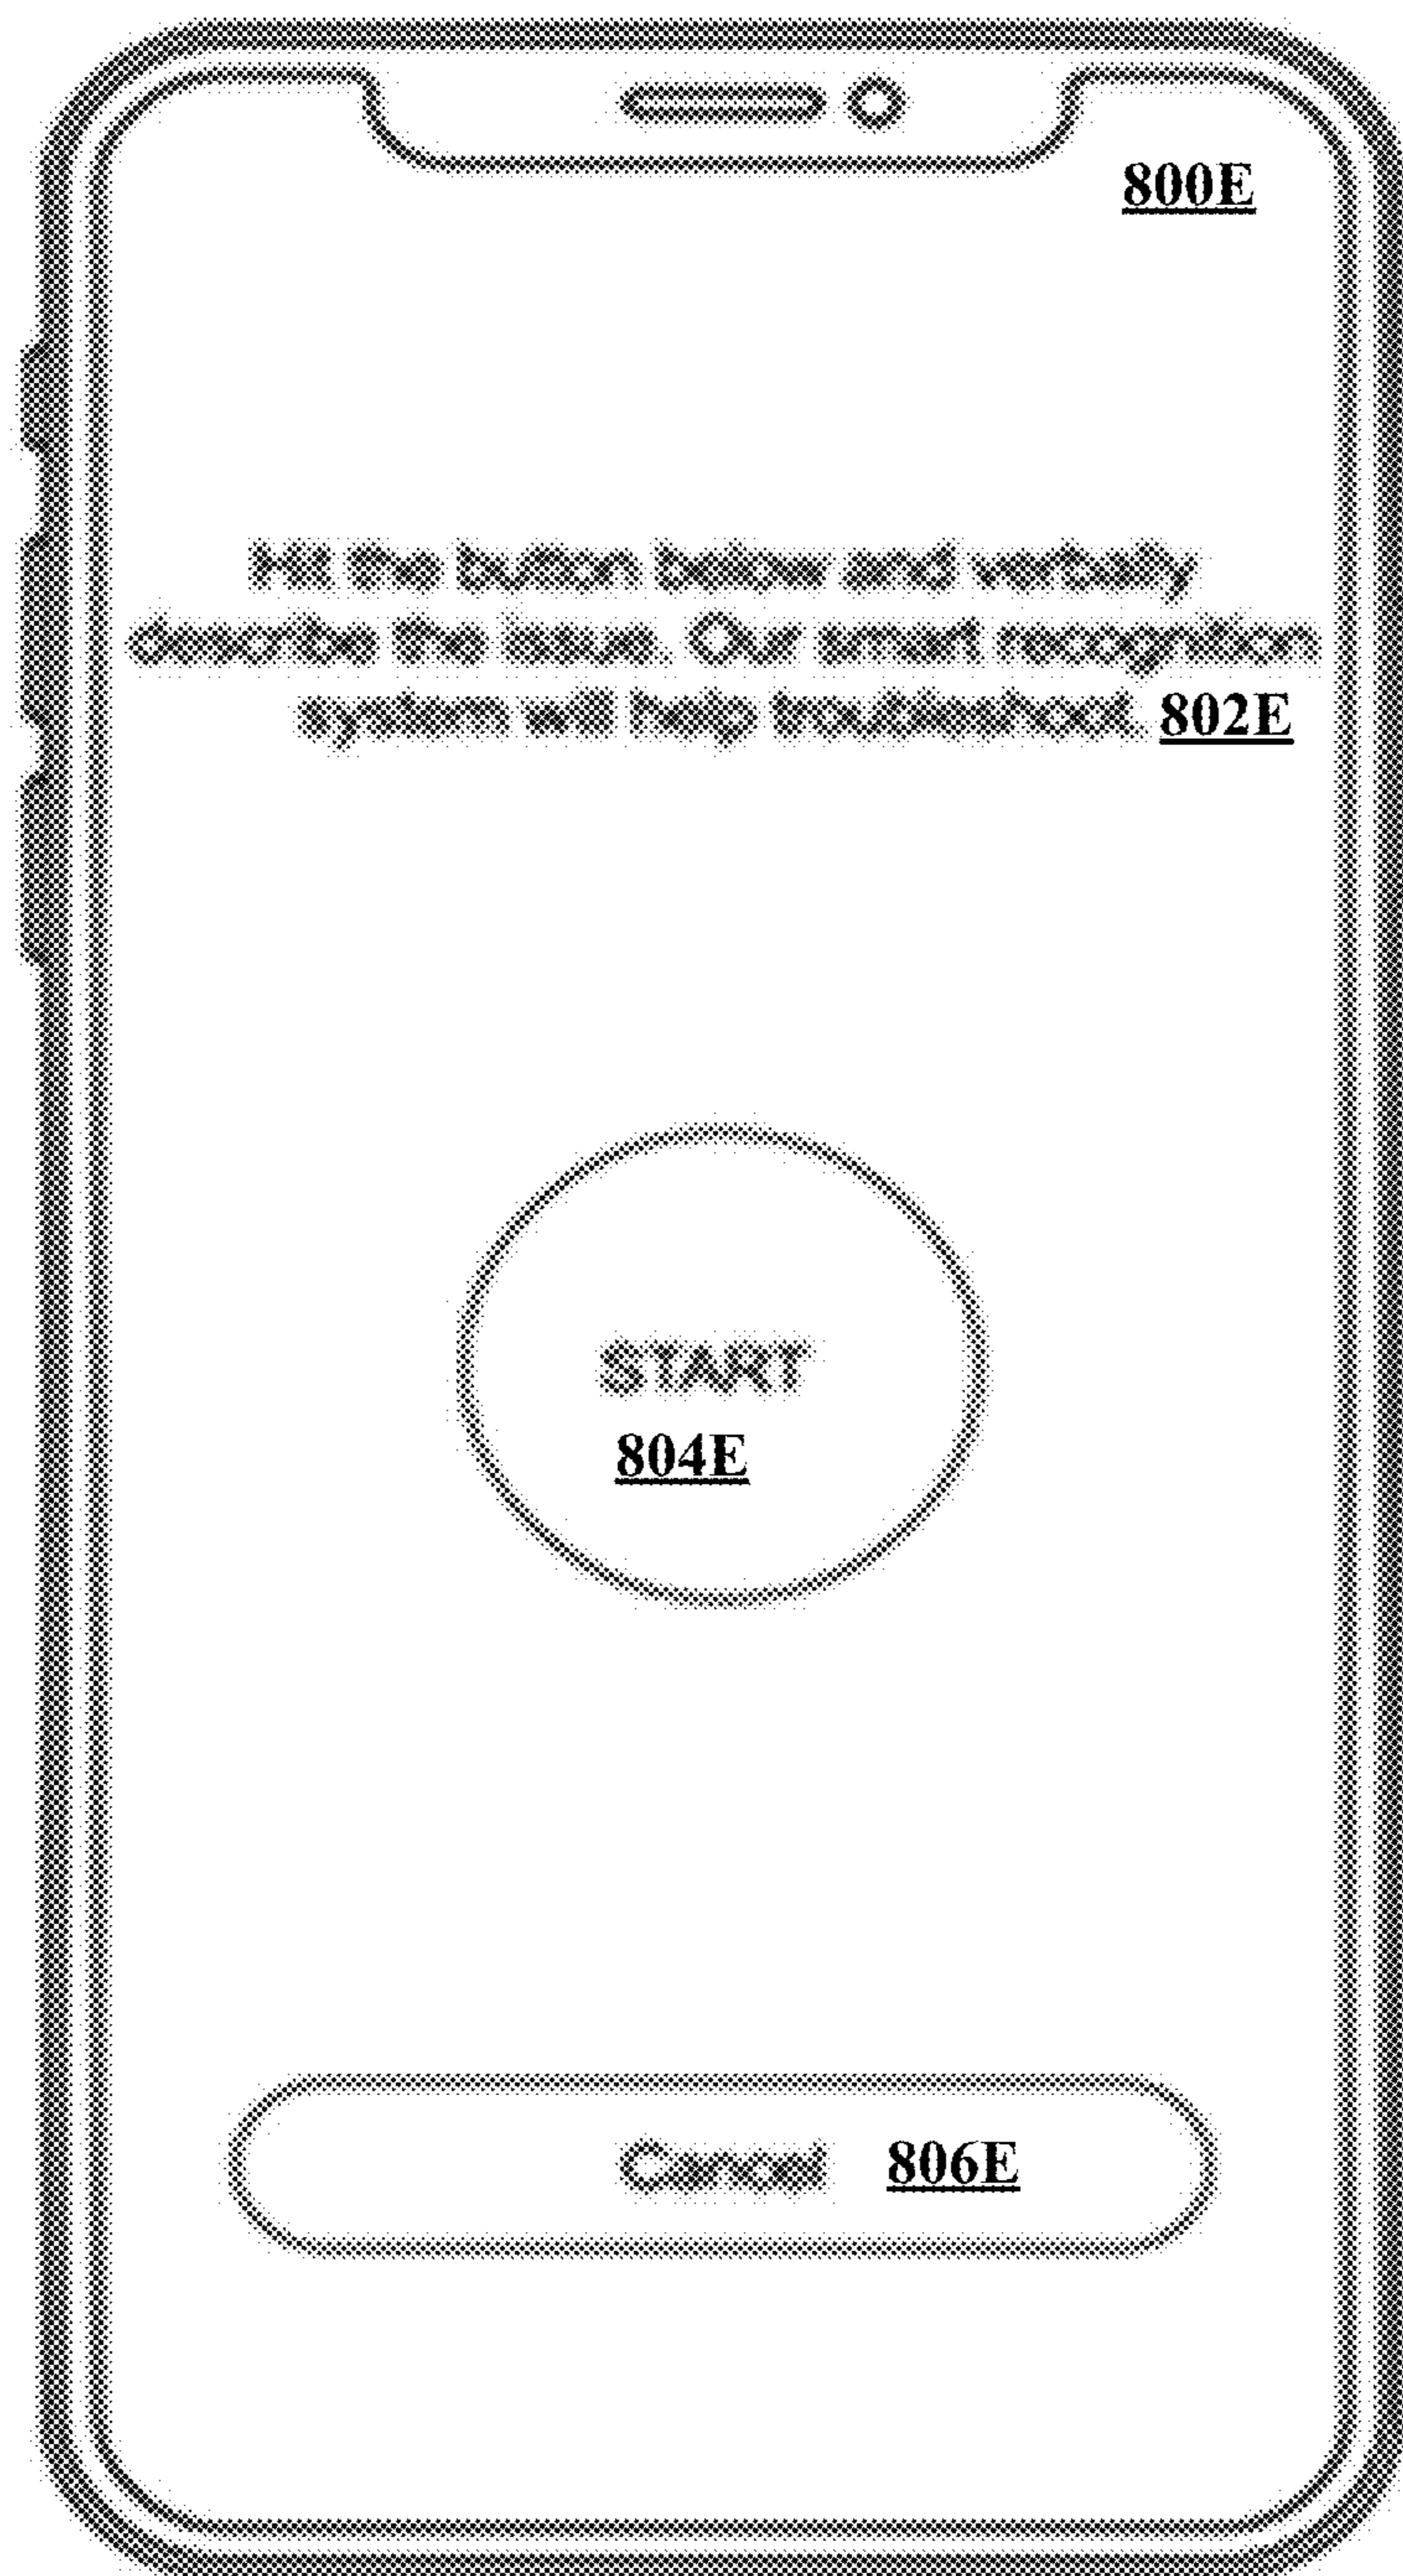 800E
Hit the button below and verbally
describe the issue. Our smart recognition
system will help troubleshoot. 802E
START
804E
Cancel 806E